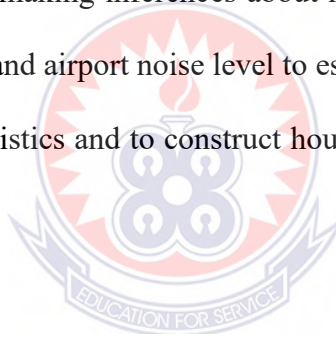 making inferences about
and airport noise level to es
istics and to construct hou
EDUCATION FOR SERVICE